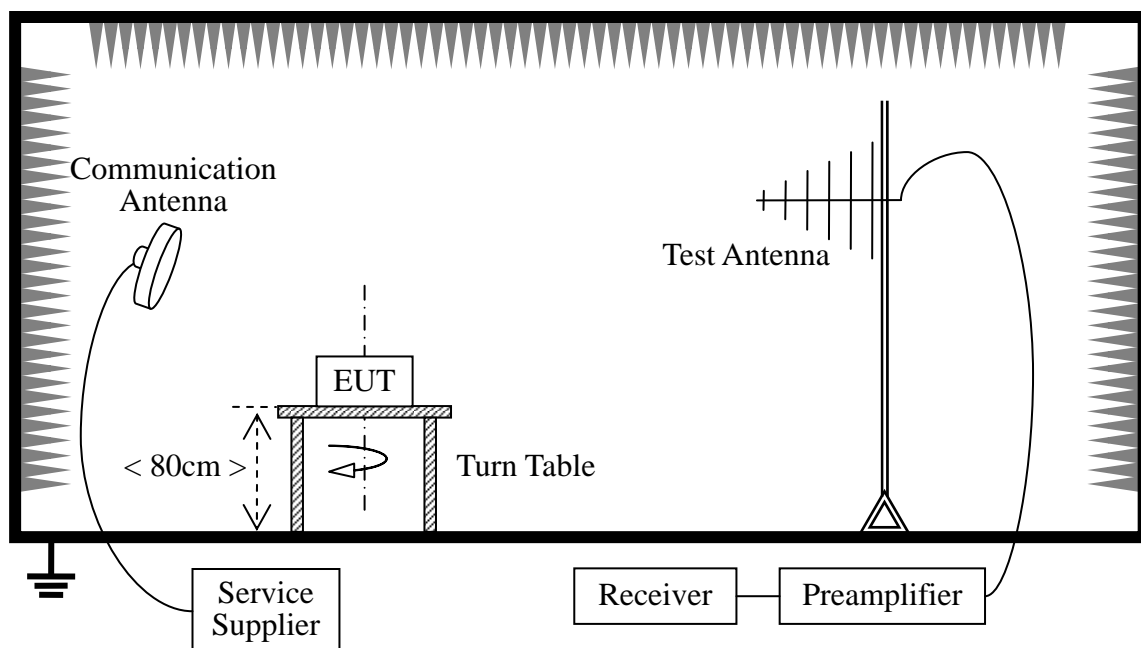 Communication
Antenna
Test Antenna
EUT
< 80cm >
Turn Table
Service
Supplier
Receiver
Preamplifier